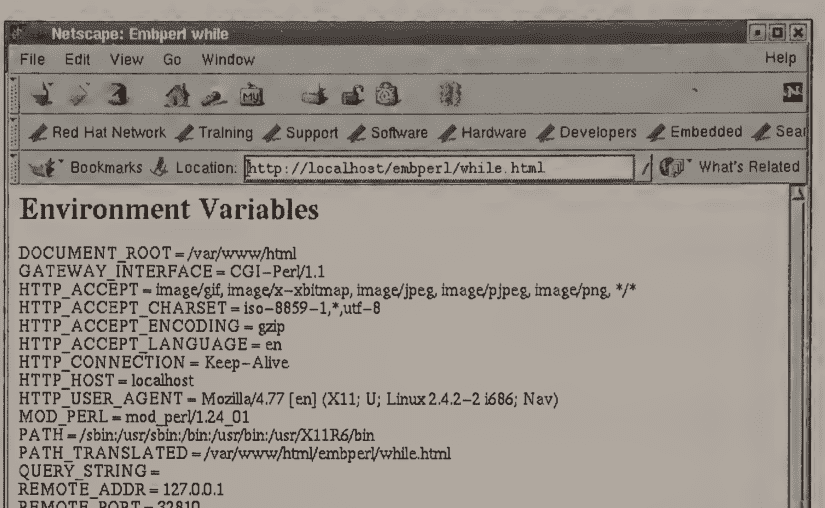 Netscape: Embperl while
File Edit View Go Window Help
My N
Red Hat Network Training Support Software Hardware Developers Embedded Sear
Bookmarks Location: http://localhost/embperl/while.html What's Related
Environment Variables
DOCUMENT_ROOT = /var/www/html
GATEWAY_INTERFACE = CGI-Perl/1.1
HTTP_ACCEPT = image/gif, image/x-xbitmap, image/jpeg, image/pjpeg, image/png, */*
HTTP_ACCEPT_CHARSET = iso-8859-1,*,utf-8
HTTP_ACCEPT_ENCODING = gzip
HTTP_ACCEPT_LANGUAGE = en
HTTP_CONNECTION = Keep-Alive
HTTP_HOST = localhost
HTTP_USER_AGENT = Mozilla/4.77 [en] (X11; U; Linux 2.4.2-2 i686; Nav)
MOD_PERL = mod_perl/1.24_01
PATH = /sbin:/usr/sbin:/bin:/usr/bin:/usr/X11R6/bin
PATH_TRANSLATED = /var/www/html/embperl/while.html
QUERY_STRING =
REMOTE_ADDR = 127.0.0.1
REMOTE_PORT = 32810